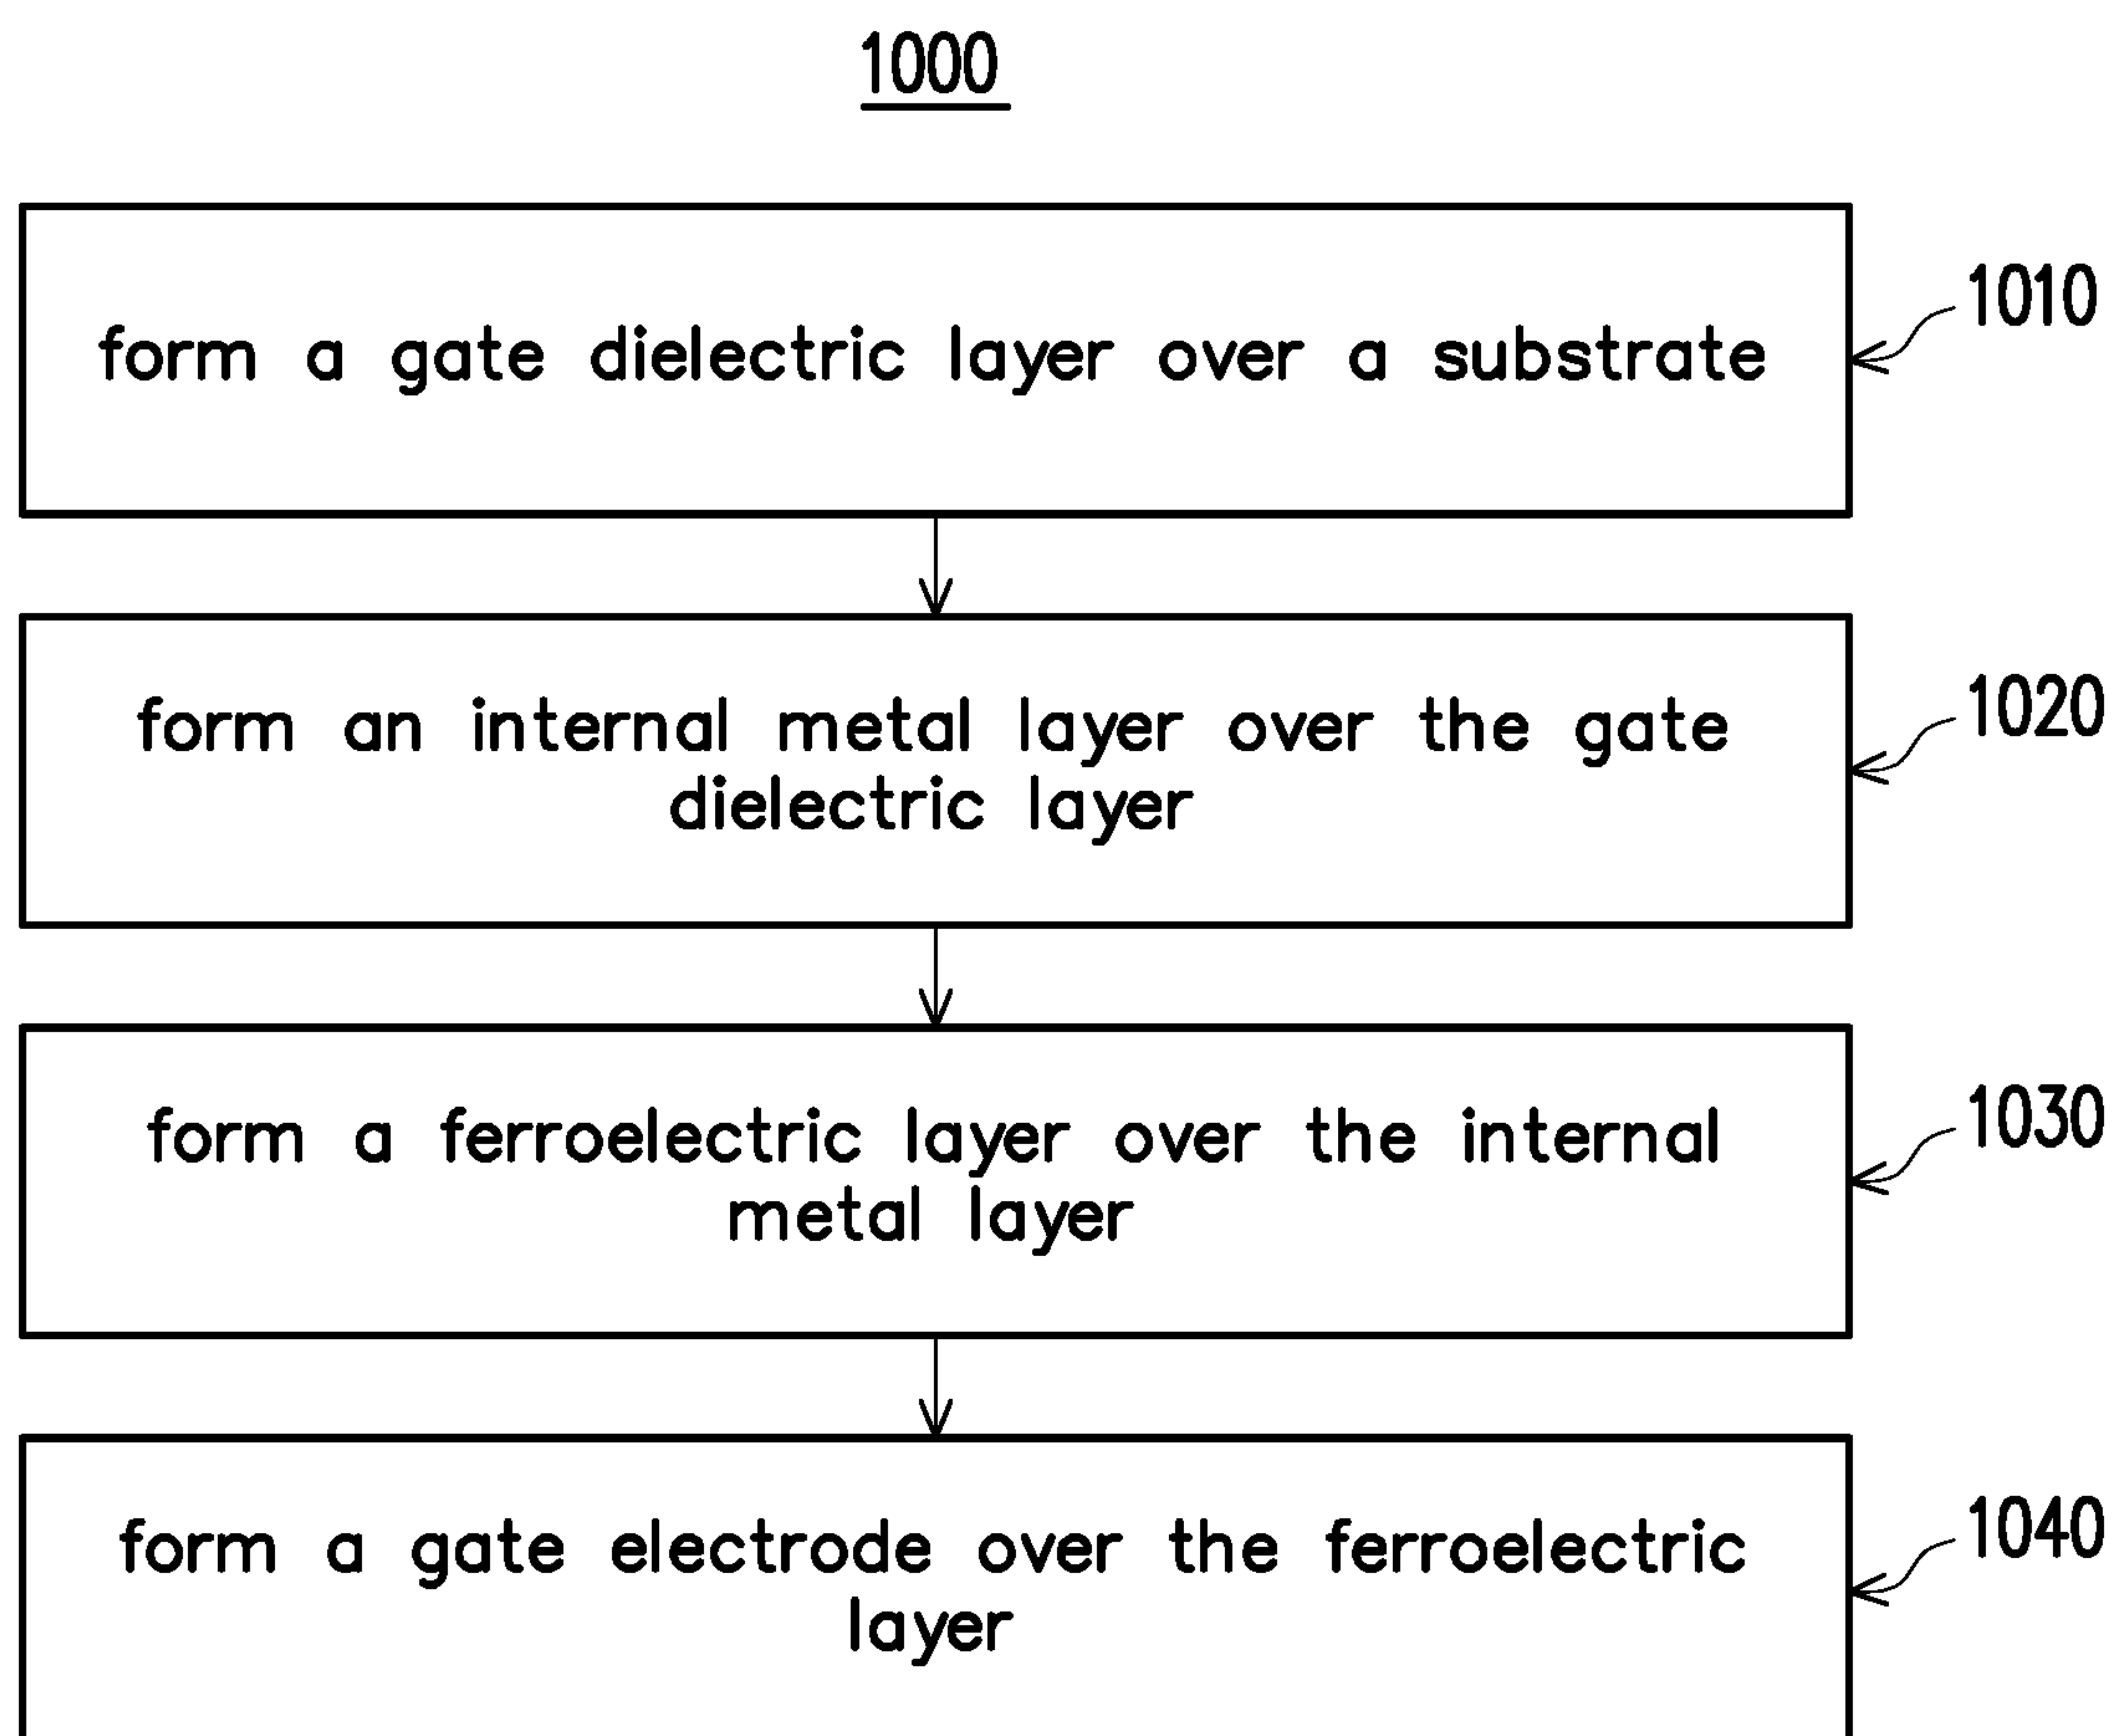 1000
form a gate dielectric layer over a substrate
1010
form an internal metal layer over the gate
dielectric layer
1020
form a ferroelectric layer over the internal
metal layer
1030
form a gate electrode over the ferroelectric
layer
1040